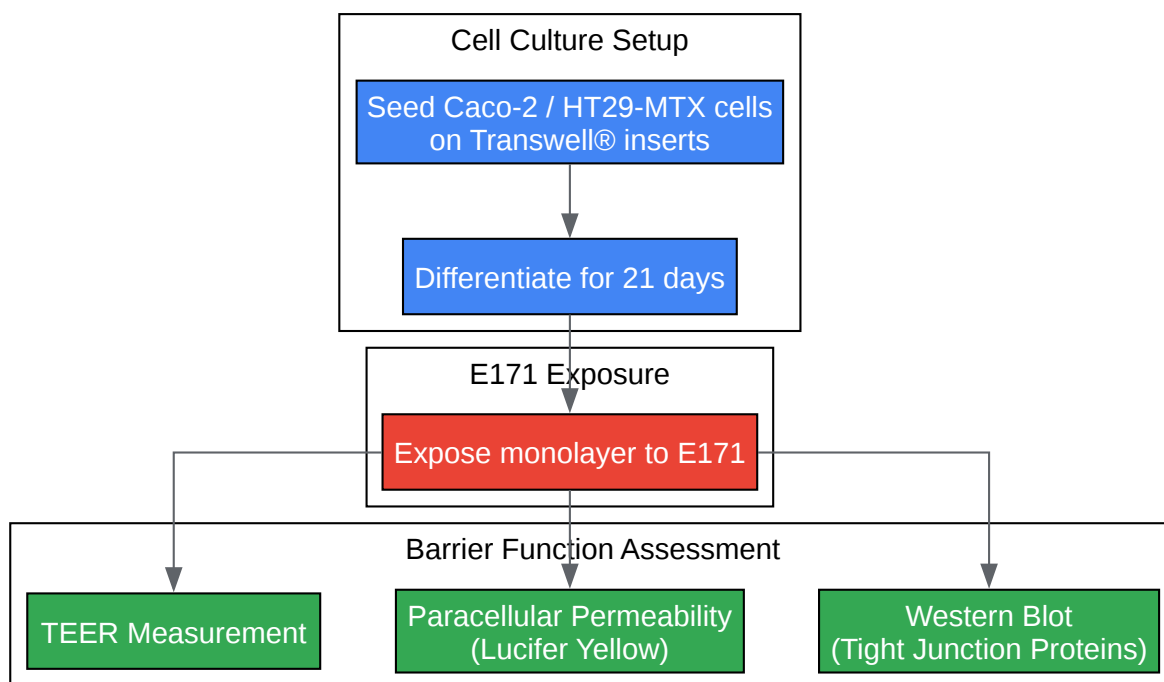 Cell Culture Setup
Seed Caco-2 / HT29-MTX cells
on Transwell® inserts
Differentiate for 21 days
E171 Exposure
Expose monolayer to E171
Barrier Function Assessment
TEER Measurement
Paracellular Permeability
(Lucifer Yellow)
Western Blot
(Tight Junction Proteins)